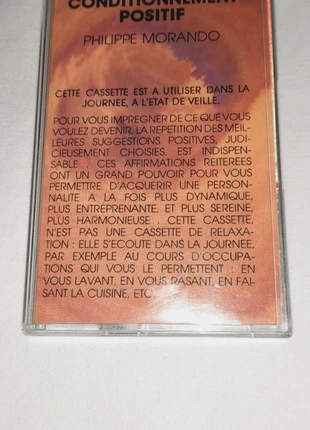 CONDITIONNEMENT
POSITIF
PHILIPPE MORANDO
CETTE CASSETTE EST A UTILISER DANS LA
JOURNEE, A L'ETAT DE VEILLE.
POUR VOUS IMPREGNER DE CE QUE VOUS
VOULEZ DEVENIR, LA REPETITION DES MEIL-
LEURES SUGGESTIONS POSITIVES, JUDI-
CIEUSEMENT CHOISIES, EST INDISPEN-
SABLE : CES AFFIRMATIONS REITEREES
ONT UN GRAND POUVOIR POUR VOUS
PERMETTRE D'ACQUERIR UNE PERSON-
NALITE A LA FOIS PLUS DYNAMIQUE,
PLUS ENTREPRENANTE, ET PLUS SEREINE,
PLUS HARMONIEUSE . CETTE CASSETTE,
N'EST PAS UNE CASSETTE DE RELAXA-
TION : ELLE S'ECOUTE DANS LA JOURNEE,
PAR EXEMPLE AU COURS D'OCCUPA-
TIONS QUI VOUS LE PERMETTENT : EN
VOUS LAVANT, EN VOUS RASANT, EN FAI-
SANT LA CUISINE, ETC...